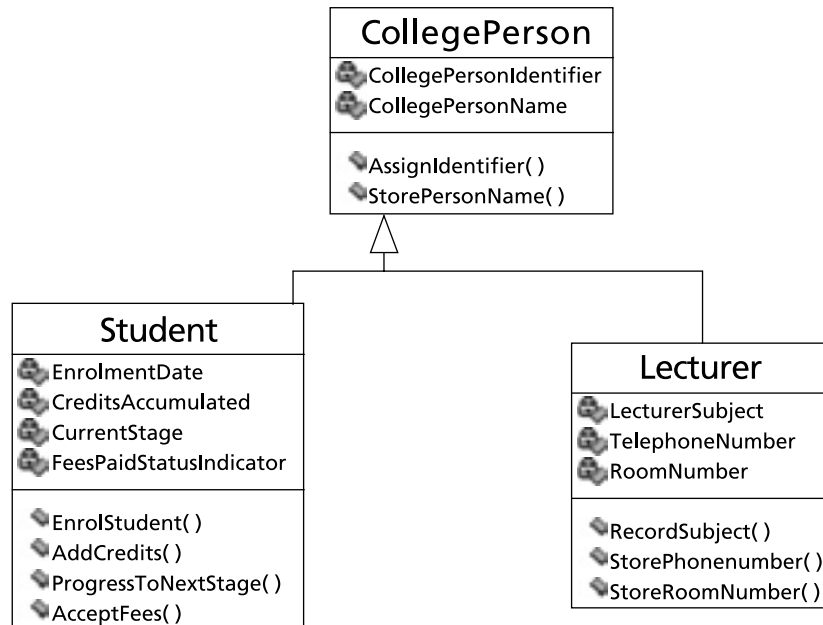 CollegePerson
CollegePersonIdentifier
CollegePersonName
AssignIdentifier( )
StorePersonName( )
Student
EnrolmentDate
CreditsAccumulated
CurrentStage
FeesPaidStatusIndicator
EnrolStudent( )
AddCredits( )
ProgressToNextStage( )
AcceptFees( )
Lecturer
LecturerSubject
TelephoneNumber
RoomNumber
RecordSubject( )
StorePhonenumber( )
StoreRoomNumber( )